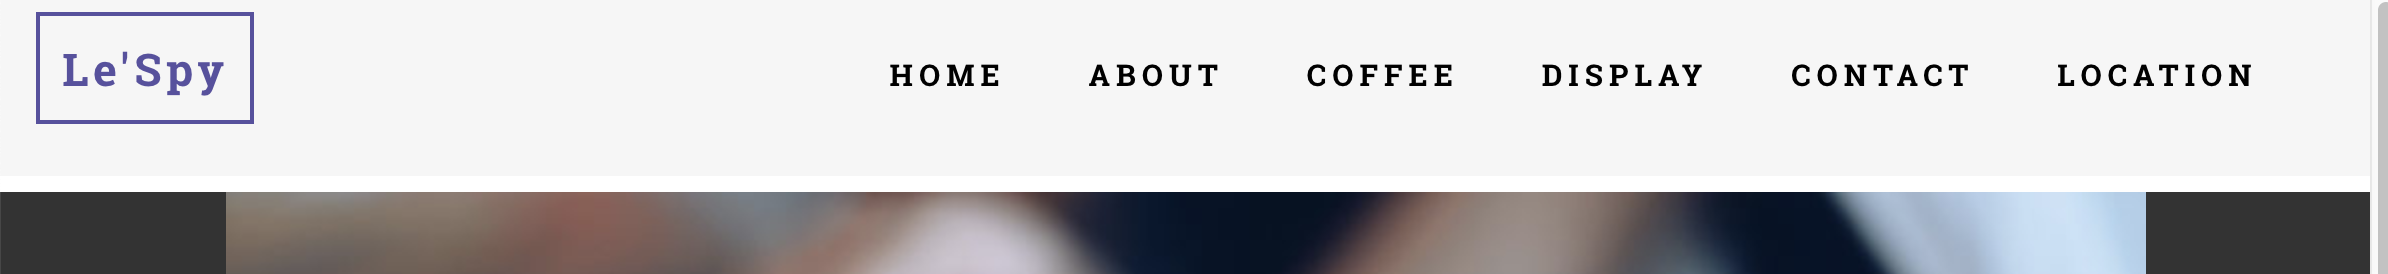 Le'Spy
HOME ABOUT COFFEE DISPLAY CONTACT LOCATION